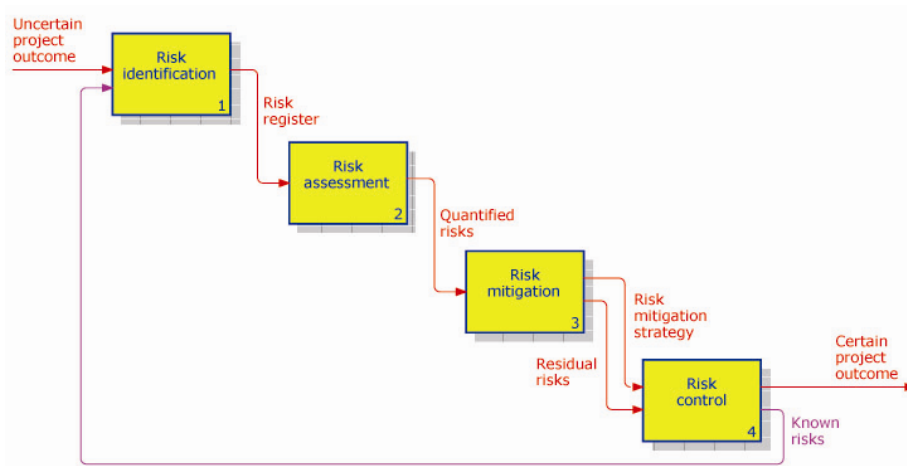 Uncertain
project
outcome
Risk
identification
1
Risk
register
Risk
assessment
2
Quantified
risks
Risk
mitigation
3
Risk
mitigation
strategy
Residual
risks
Risk
control
4
Certain
project
outcome
Known
risks